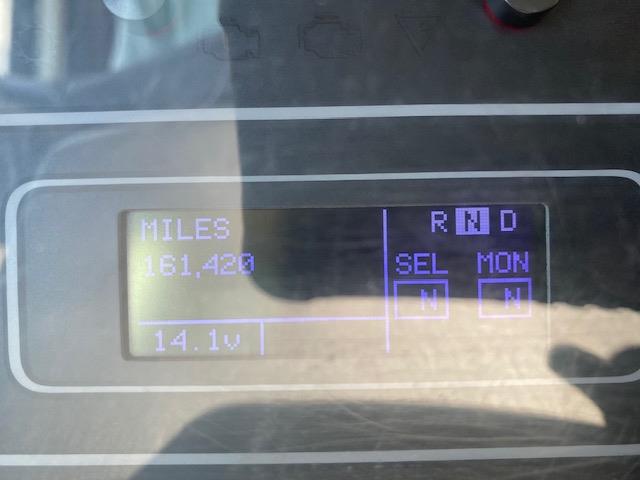 MILES
161,420
14.1v
R N D
SEL MON
N N